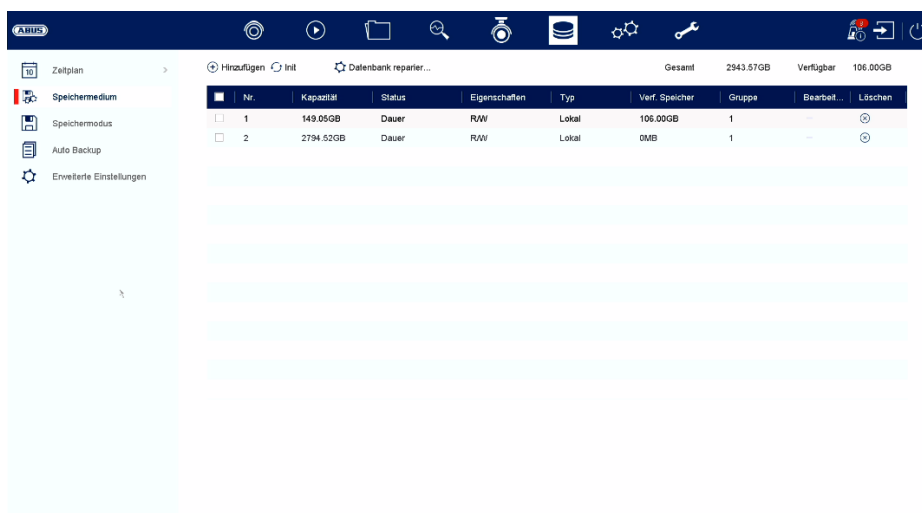 ABUS
3
10 Zeitplan >
Speichermedium
Speichermodus
Auto Backup
Erweiterte Einstellungen
Hinzufügen Init Datenbank reparier... Gesamt 2943.57GB Verfügbar 106.00GB
Nr. Kapazität Status Eigenschaften Typ Verf. Speicher Gruppe Bearbeit... Löschen
1 149.05GB Dauer R/W Lokal 106.00GB 1 —
2 2794.52GB Dauer R/W Lokal 0MB 1 —